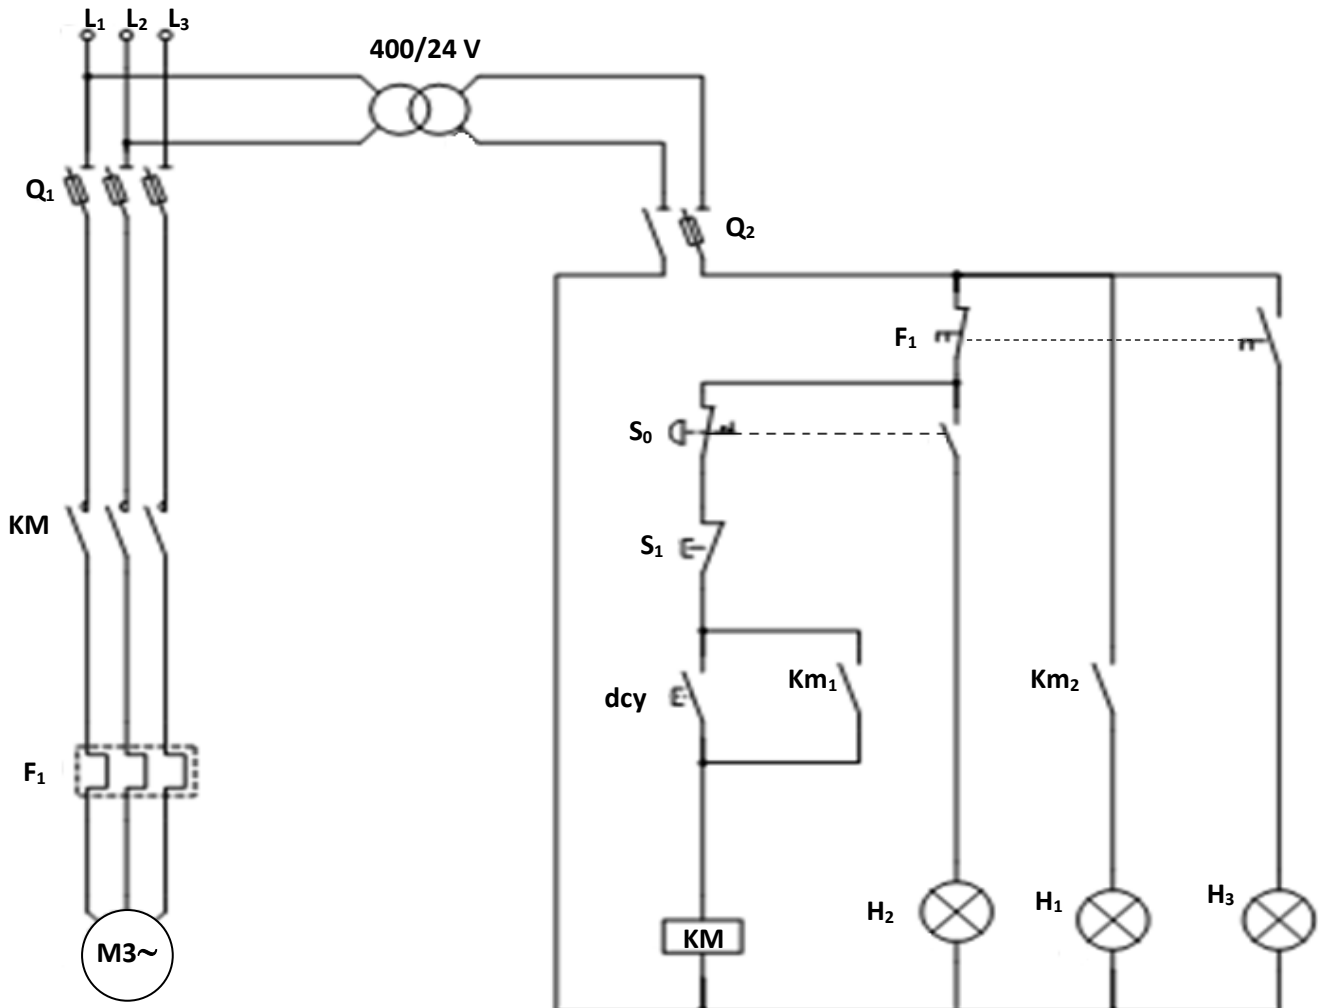 L₁ L₂ L₃
400/24 V
Q₁
Q₂
F₁
S₀
KM
S₁
dcy
Km₁
Km₂
F₁
H₂
H₁
H₃
M3~
KM